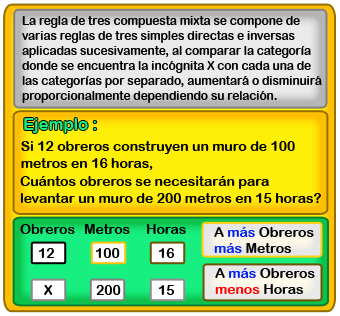 La regla de tres compuesta mixta se compone de
varias reglas de tres simples directas e inversas
aplicadas sucesivamente, al comparar la categoría
donde se encuentra la incógnita X con cada una de
las categorías por separado, aumentará o disminuirá
proporcionalmente dependiendo su relación.
Ejemplo :
Si 12 obreros construyen un muro de 100
metros en 16 horas,
Cuántos obreros se necesitarán para
levantar un muro de 200 metros en 15 horas?
Obreros Metros Horas
12 100 16
A más Obreros
más Metros
X 200 15
A más Obreros
menos Horas